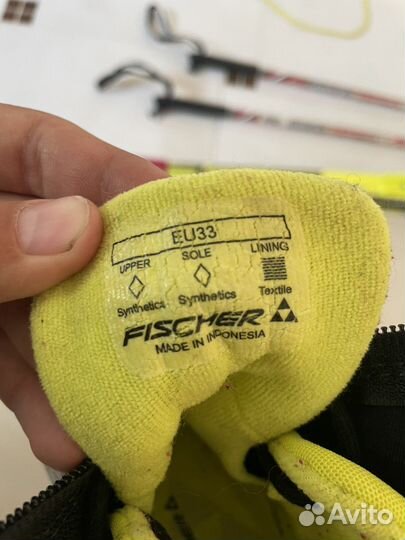 EU33
UPPER SOLE LINING
Synthetics Synthetics Textile
FISCHER
MADE IN INDONESIA
Avito